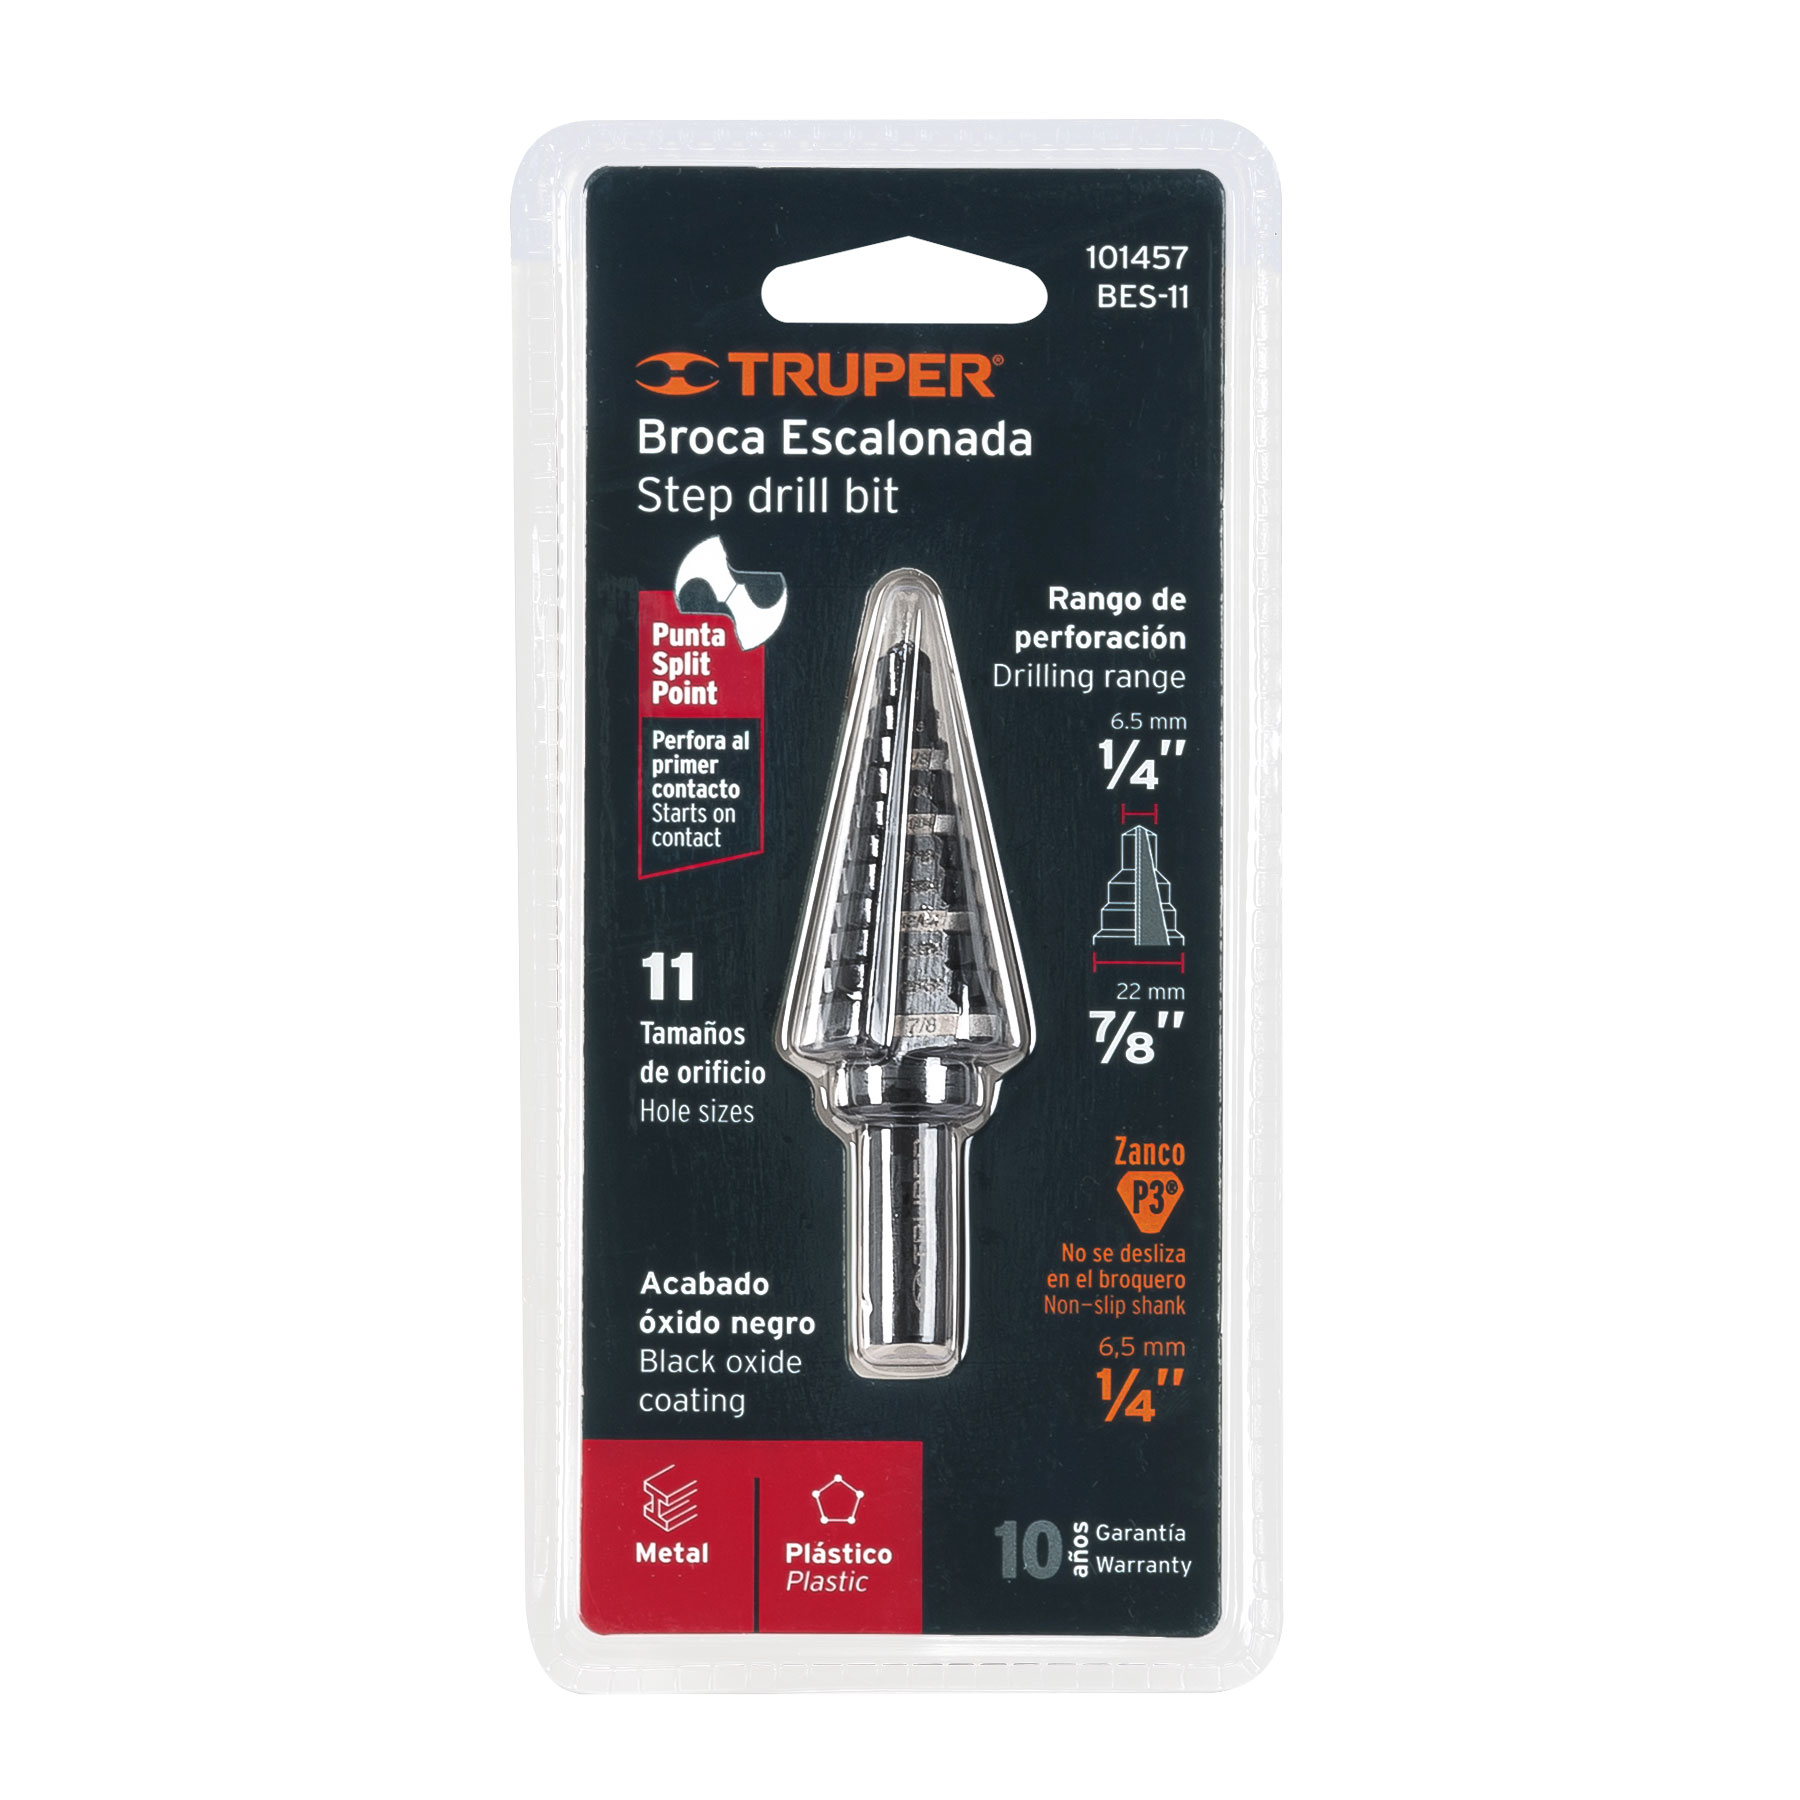 101457
BES-11
TRUPER®
Broca Escalonada
Step drill bit
Punta
Split
Point
Perfora al
primer
contacto
Starts on
contact
Rango de
perforación
Drilling range
6.5 mm
1/4"
22 mm
7/8"
7/8
11
Tamaños
de orificio
Hole sizes
Zanco
P3®
No se desliza
en el broquero
Non-slip shank
6,5 mm
1/4"
Acabado
óxido negro
Black oxide
coating
Metal
Plástico
Plastic
10 años
Garantía
Warranty